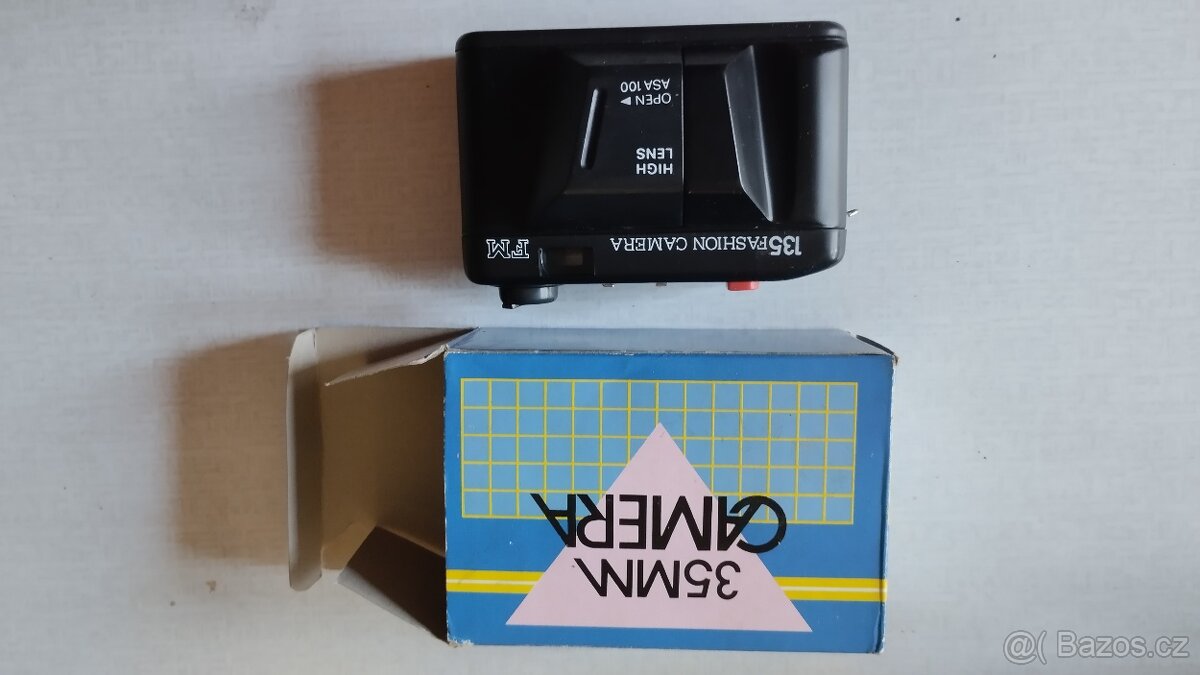 135 FASHION CAMERA
FM
HIGH
LENS
OPEN ▶
ASA 100
35MM
CAMERA
@( Bazos.cz